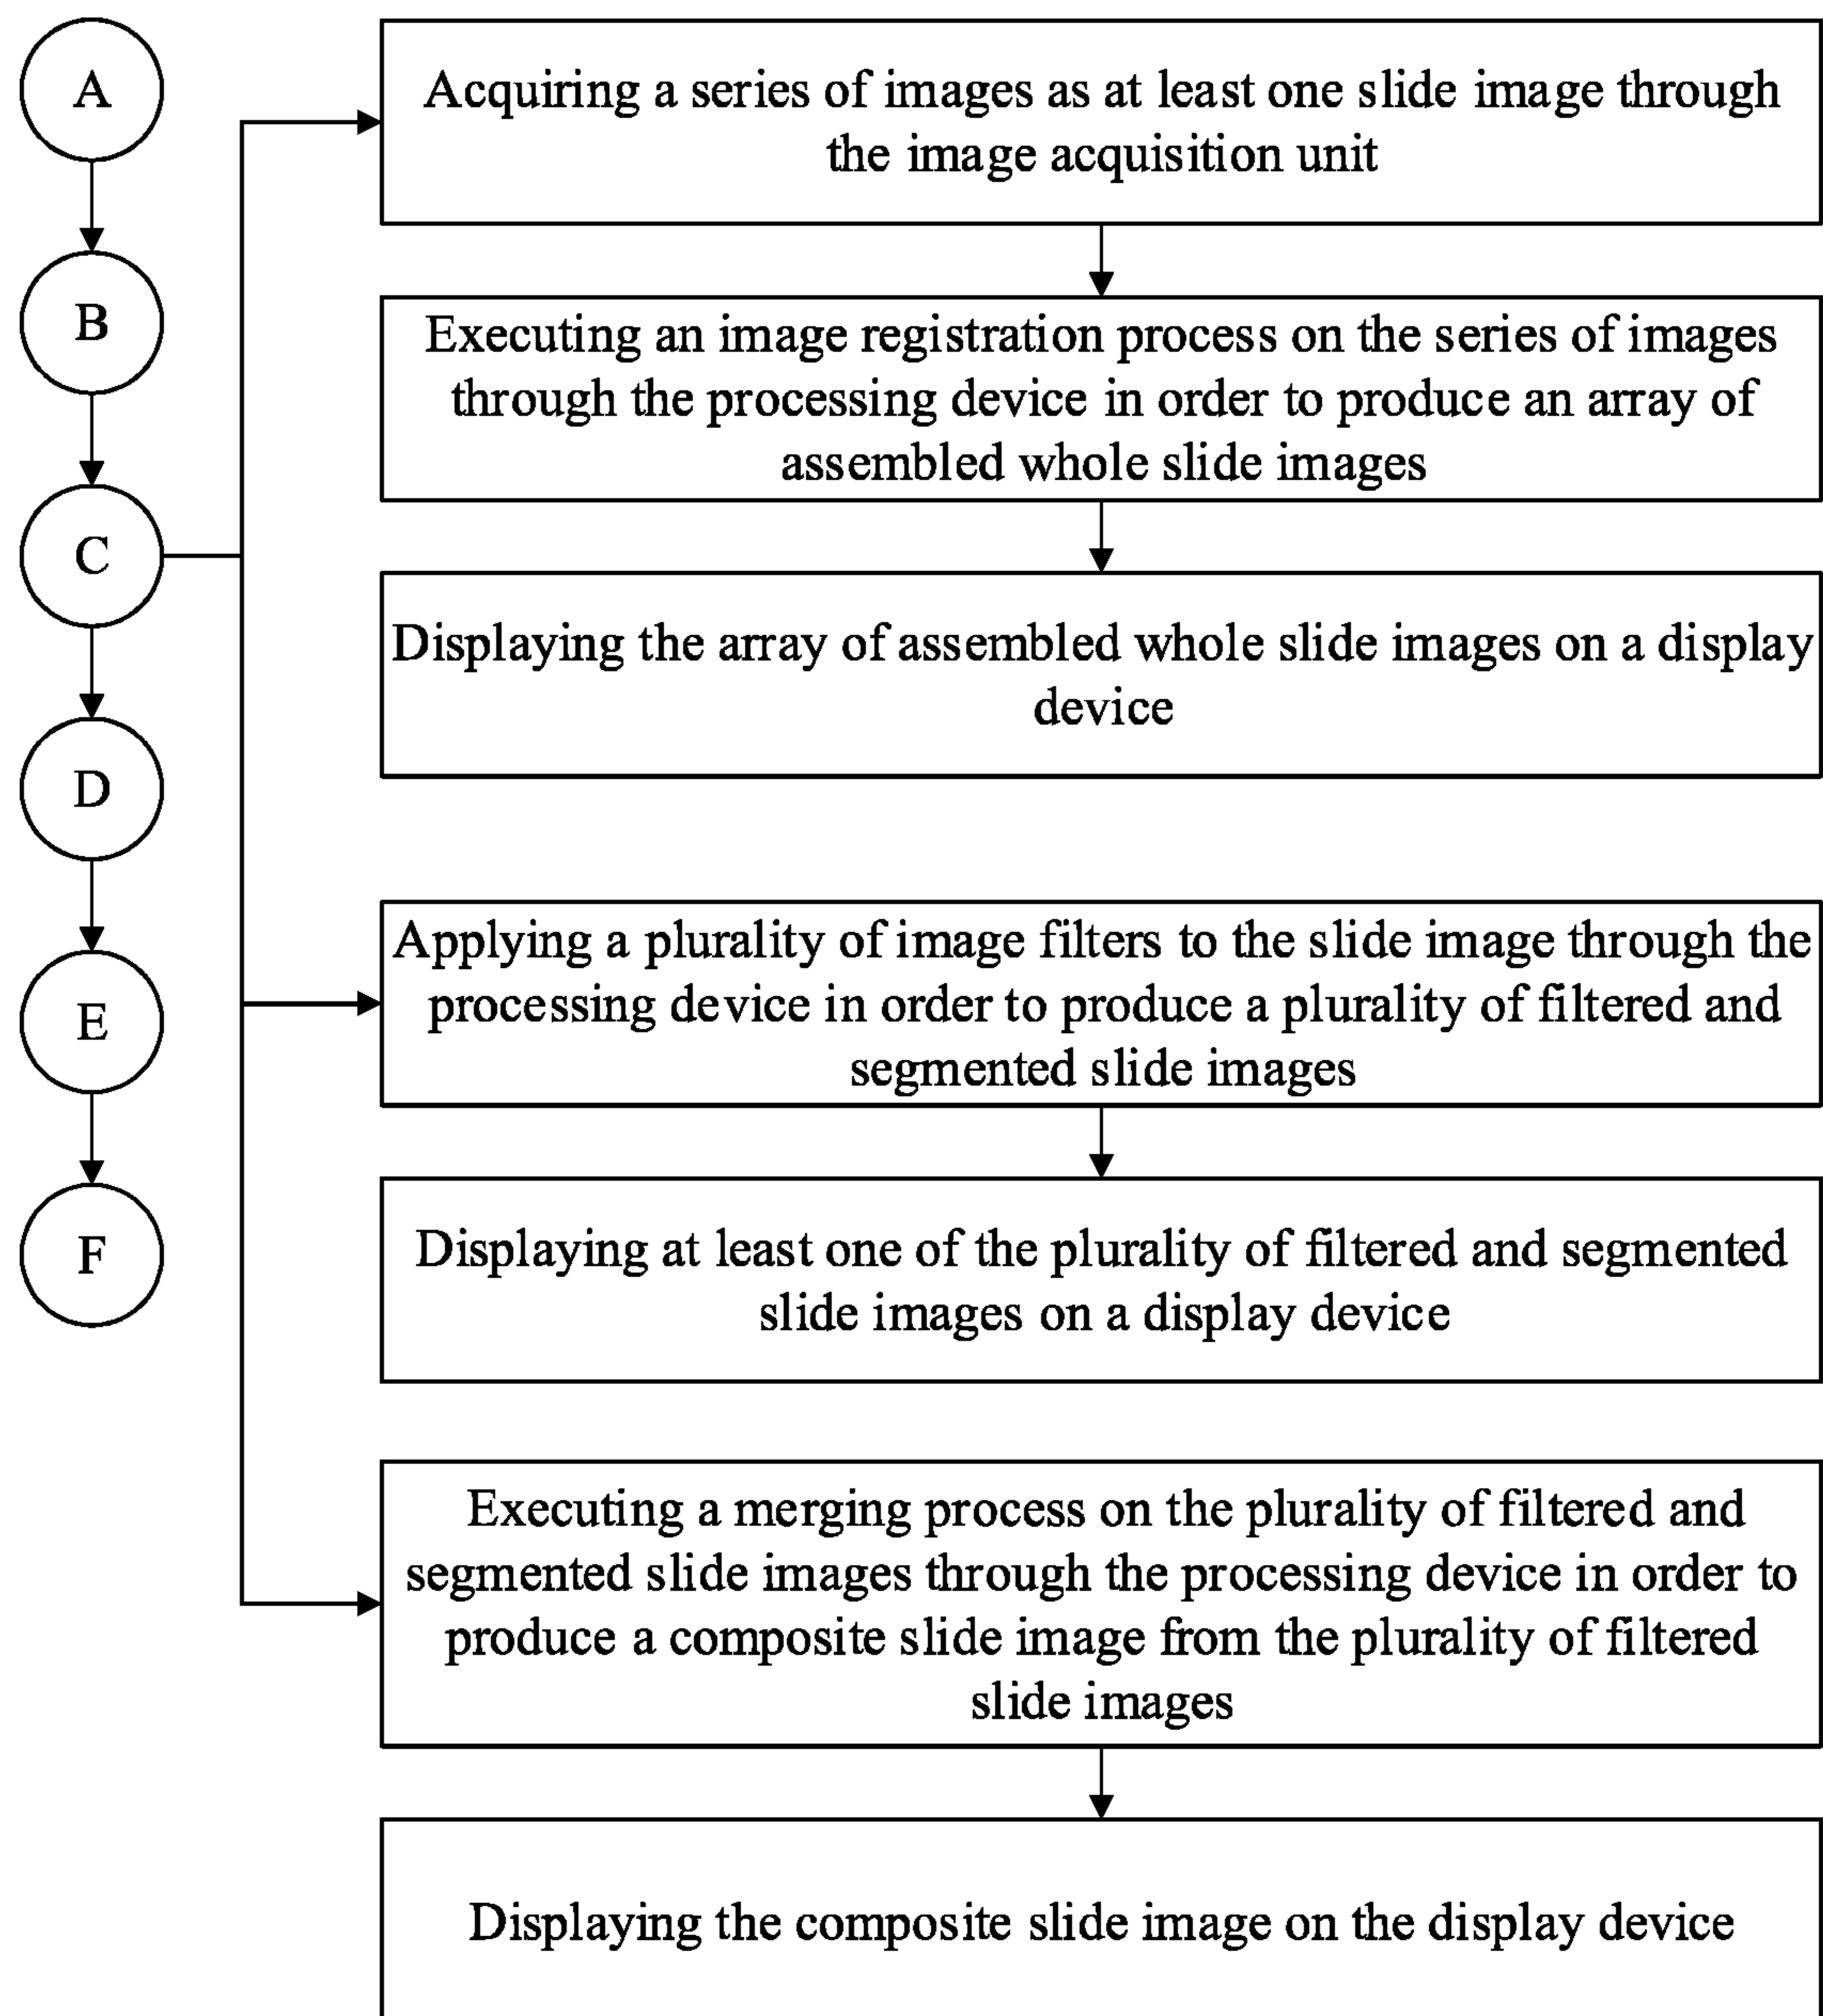 A
B
C
D
E
F
Acquiring a series of images as at least one slide image through
the image acquisition unit
Executing an image registration process on the series of images
through the processing device in order to produce an array of
assembled whole slide images
Displaying the array of assembled whole slide images on a display
device
Applying a plurality of image filters to the slide image through the
processing device in order to produce a plurality of filtered and
segmented slide images
Displaying at least one of the plurality of filtered and segmented
slide images on a display device
Executing a merging process on the plurality of filtered and
segmented slide images through the processing device in order to
produce a composite slide image from the plurality of filtered
slide images
Displaying the composite slide image on the display device